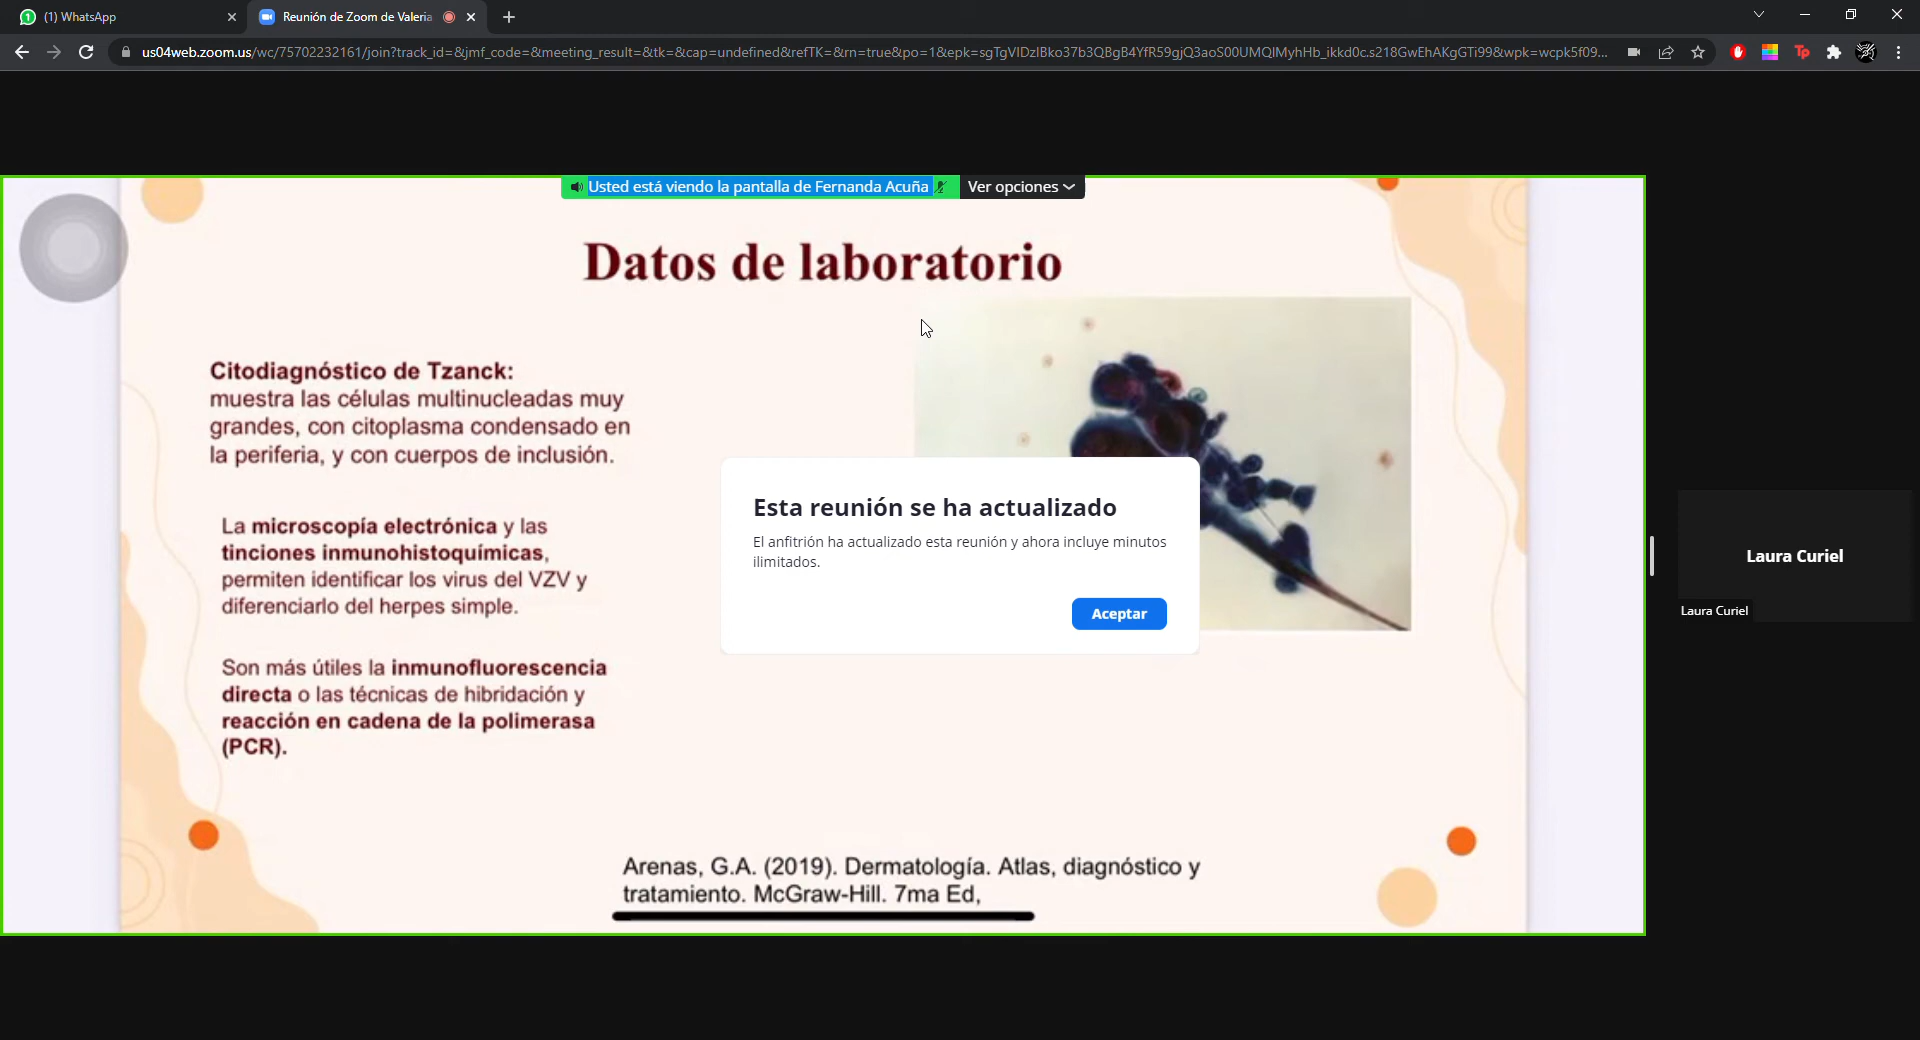 (1) WhatsApp
Reunión de Zoom de Valeria
us04web.zoom.us/wc/75702232161/join?track_id=&jmf_code=&meeting_result=&tk=&cap=undefined&refTK=&rn=true&po=1&epk=sgTgVIDzIBko37b3QBgB4YfR59gjQ3aoS00UMQIMyhHb_ikkd0c.s218GwEhAKgGTi99&wpk=wcpk5f09...
Usted está viendo la pantalla de Fernanda Acuña
Ver opciones
Datos de laboratorio
Citodiagnóstico de Tzanck:
muestra las células multinucleadas muy
grandes, con citoplasma condensado en
la periferia, y con cuerpos de inclusión.
La microscopía electrónica y las
tinciones inmunohistoquímicas,
permiten identificar los virus del VZV y
diferenciarlo del herpes simple.
Son más útiles la inmunofluorescencia
directa o las técnicas de hibridación y
reacción en cadena de la polimerasa
(PCR).
Esta reunión se ha actualizado
El anfitrión ha actualizado esta reunión y ahora incluye minutos
ilimitados.
Aceptar
Arenas, G.A. (2019). Dermatología. Atlas, diagnóstico y
tratamiento. McGraw-Hill. 7ma Ed,
Laura Curiel
Laura Curiel